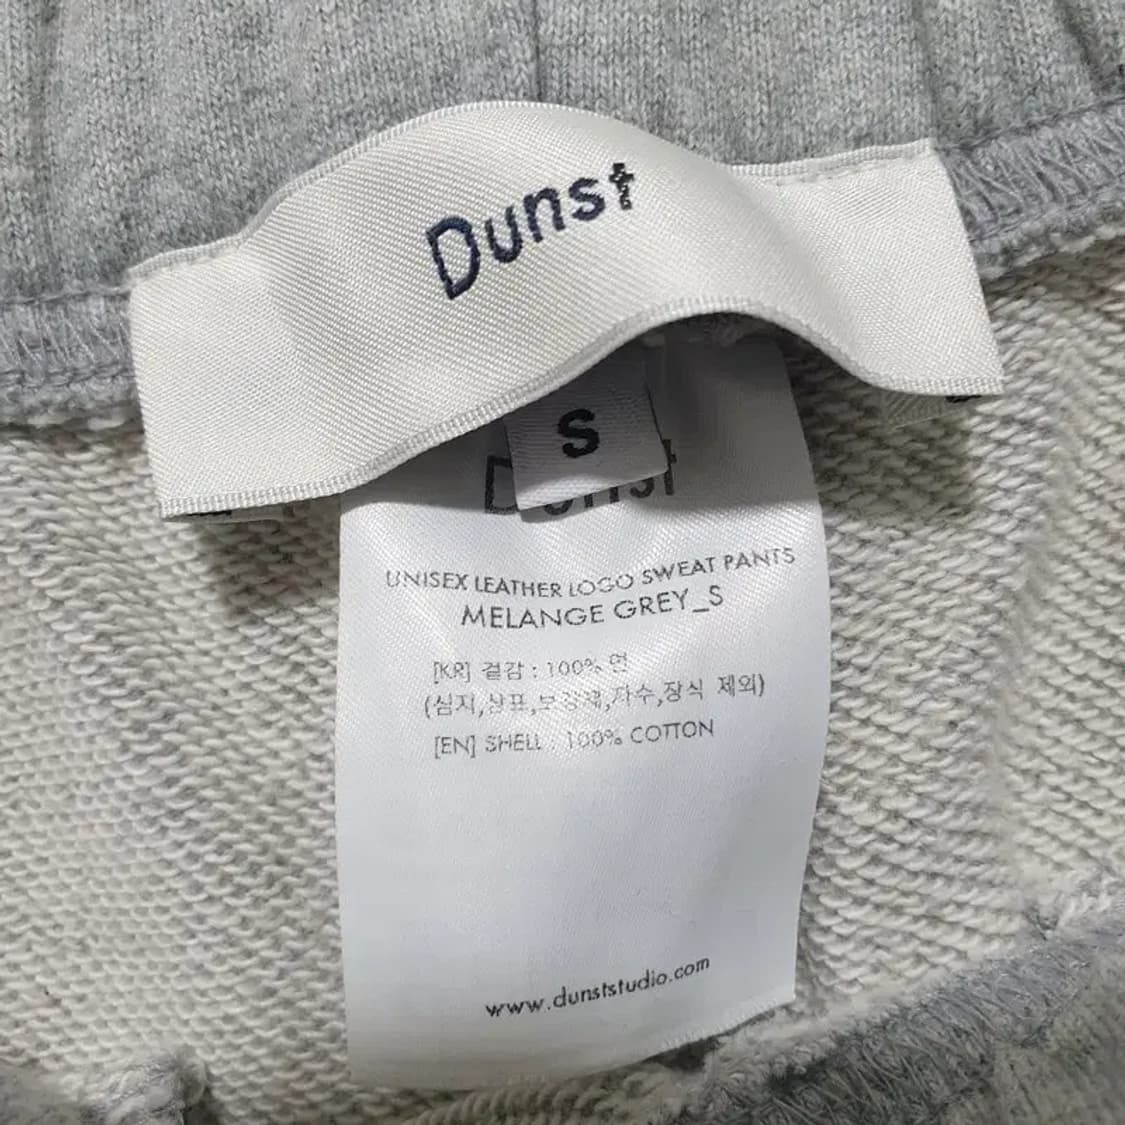 Dunst
S
Dunst
UNISEX LEATHER LOGO SWEAT PANTS
MELANGE GREY_S
[KR] 겉감 : 100% 면
(심지,상표,보강재,자수,장식 제외)
[EN] SHELL : 100% COTTON
www.dunststudio.com